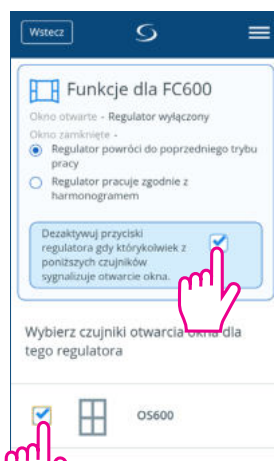 Wstecz
Funkcje dla FC600
Okno otwarte - Regulator wyłączony
Okno zamknięte -
Regulator powróci do poprzedniego trybu
pracy
Regulator pracuje zgodnie z
harmonogramem
Dezaktywuj przyciski
regulatora gdy którykolwiek z
poniższych czujników
sygnalizuje otwarcie okna.
Wybierz czujniki otwarcia okna dla
tego regulatora
OS600